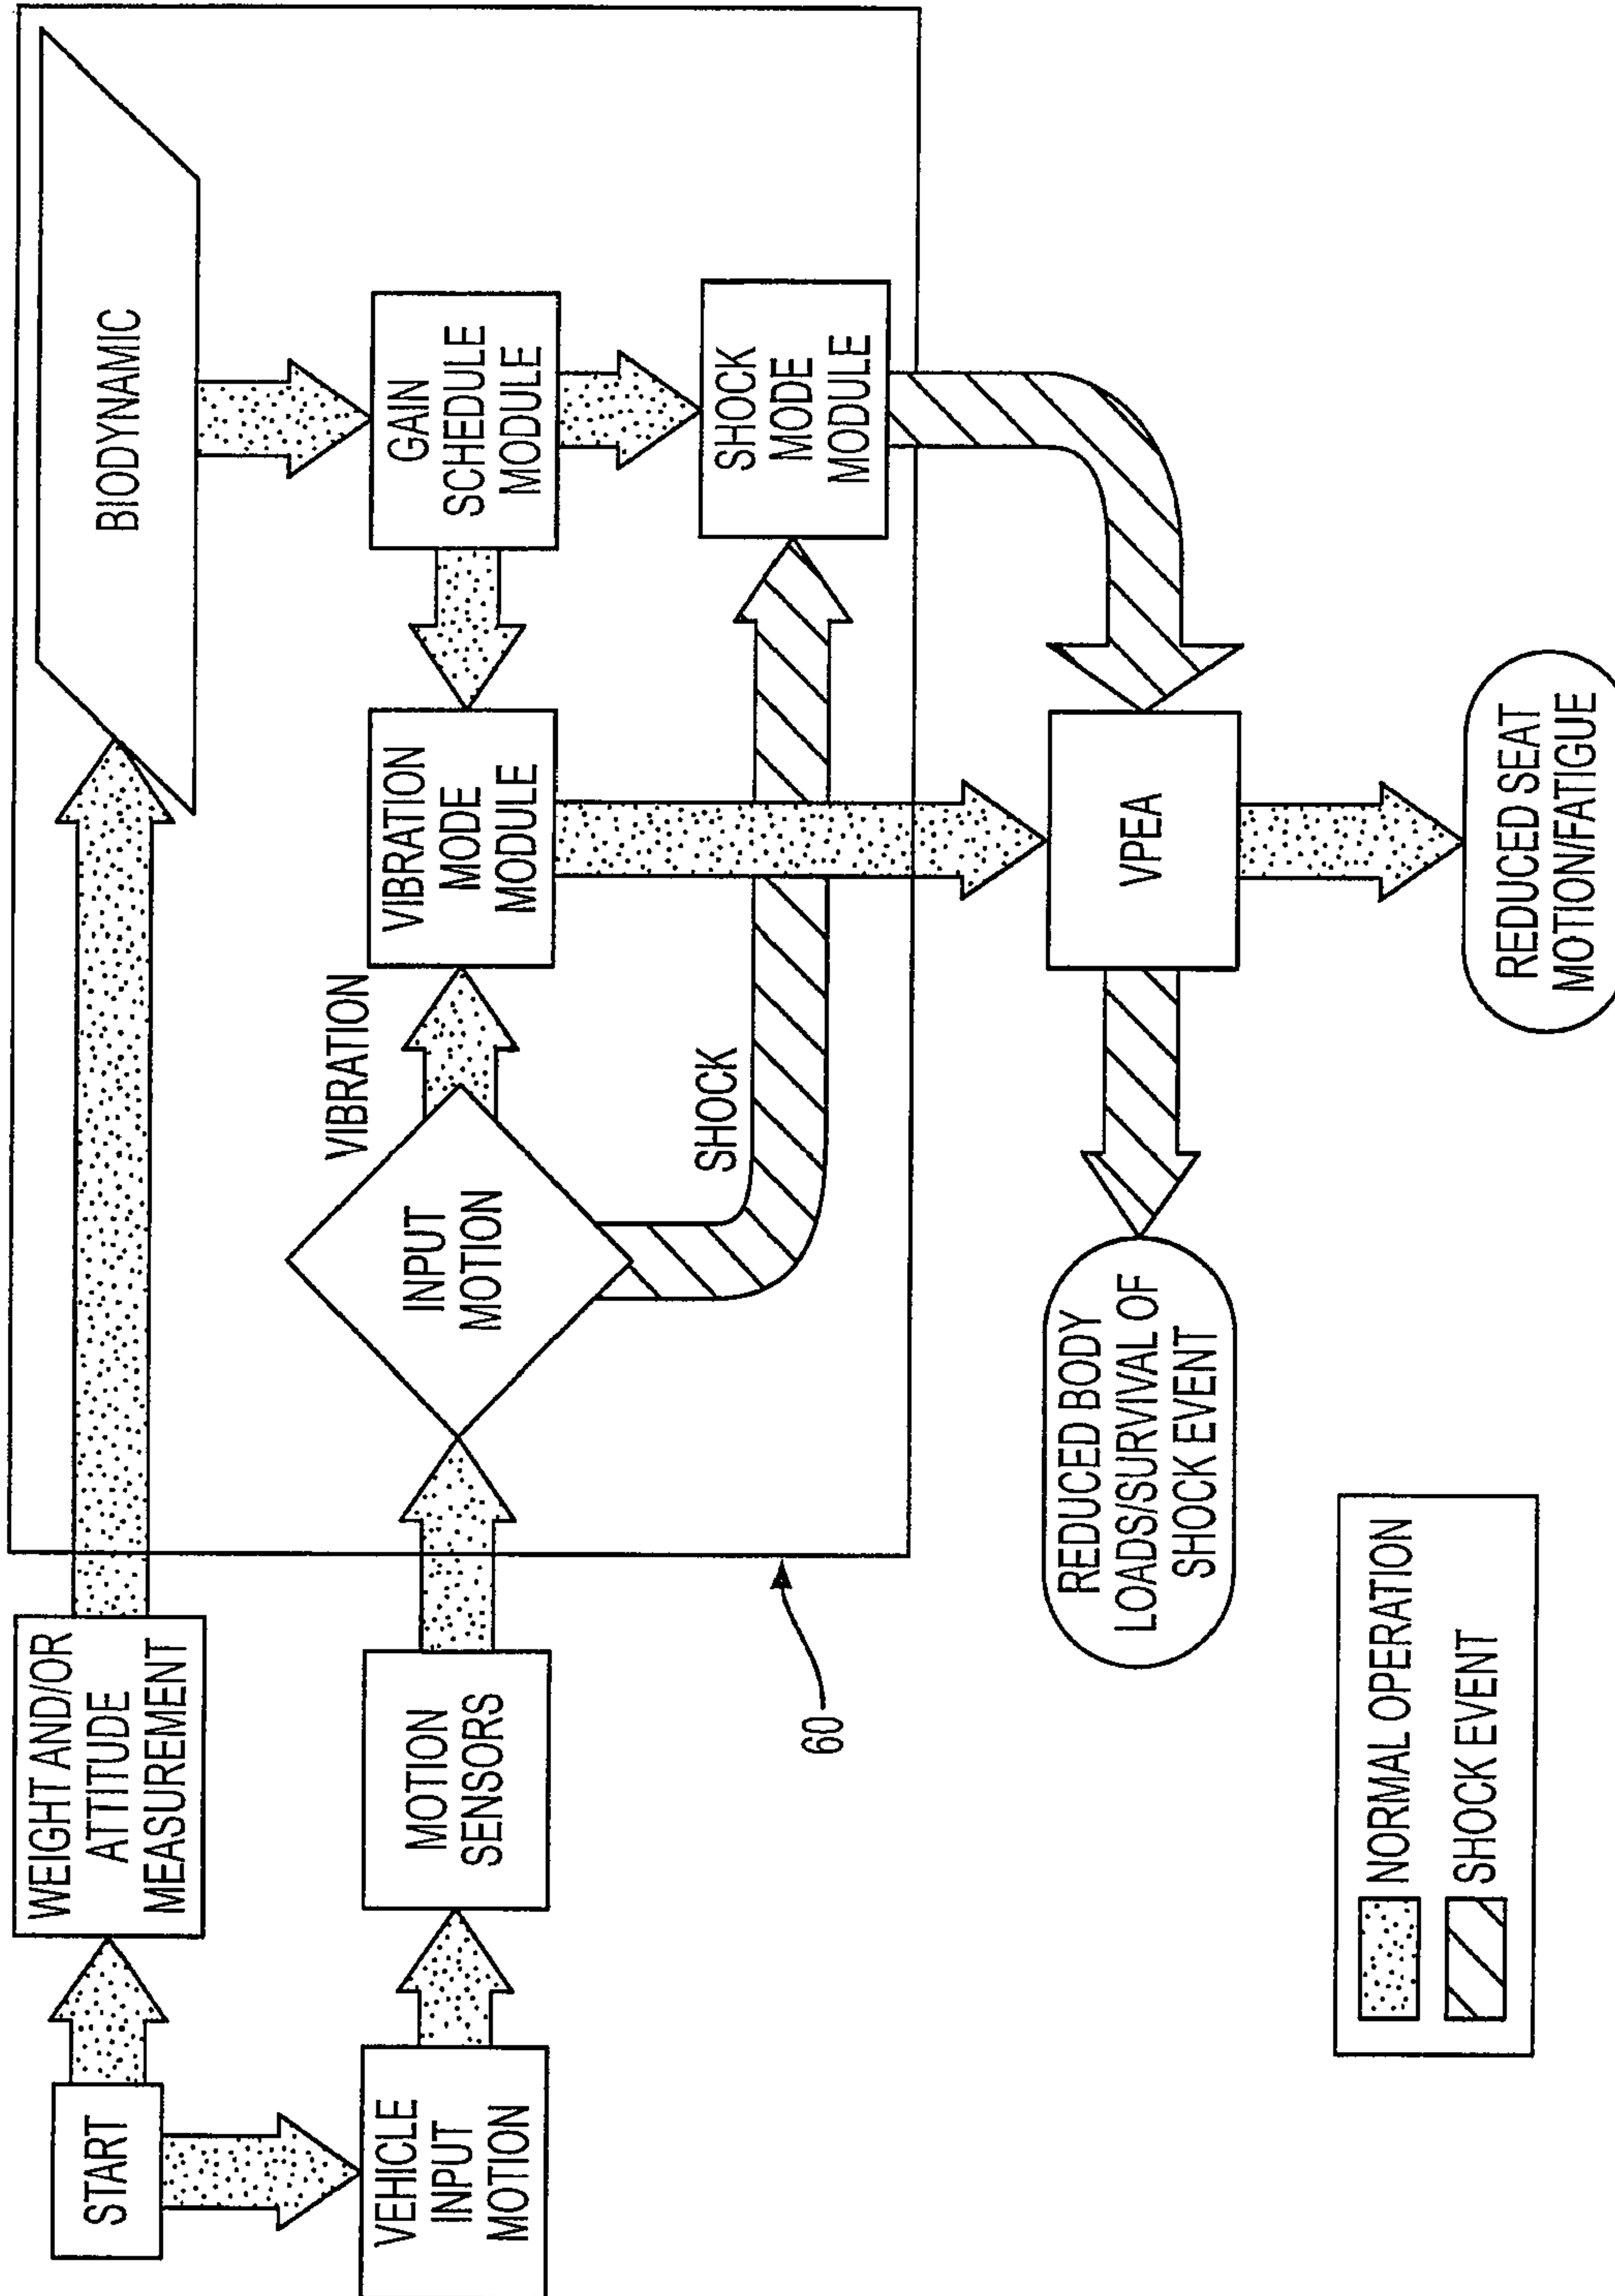 START
WEIGHT AND/OR
ATTITUDE
MEASUREMENT
BIODYNAMIC
VEHICLE
INPUT
MOTION
MOTION
SENSORS
INPUT
MOTION
VIBRATION
VIBRATION
MODE
MODULE
GAIN
SCHEDULE
MODULE
SHOCK
SHOCK
MODE
MODULE
60
REDUCED BODY
LOADS/SURVIVAL OF
SHOCK EVENT
VPEA
REDUCED SEAT
MOTION/FATIGUE
NORMAL OPERATION
SHOCK EVENT